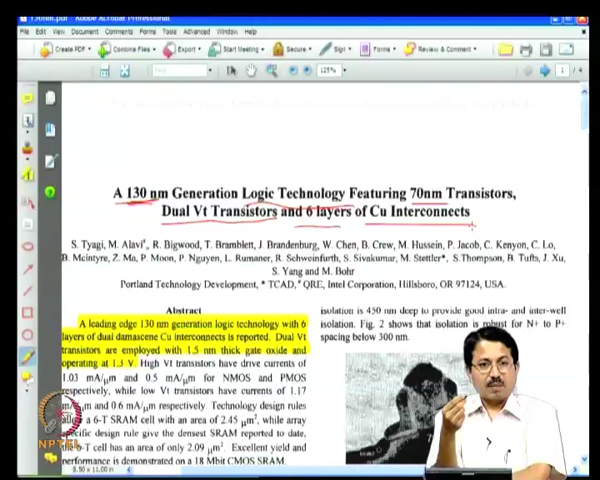 130nm.pdf - Adobe Acrobat Professional
File Edit View Document Comments Forms Tools Advanced Window Help
Create PDF Combine Files Export Start Meeting Secure Sign Forms Review & Comment
125% 1 / 4
A 130 nm Generation Logic Technology Featuring 70nm Transistors,
Dual Vt Transistors and 6 layers of Cu Interconnects
S. Tyagi, M. Alavi, R. Bigwood, T. Bramblett, J. Brandenburg, W. Chen, B. Crew, M. Hussein, P. Jacob, C. Kenyon, C. Lo,
B. Mcintyre, Z. Ma, P. Moon, P. Nguyen, L. Rumaner, R. Schweinfurth, S. Sivakumar, M. Stettler*, S.Thompson, B. Tufts, J. Xu,
S. Yang and M. Bohr
Portland Technology Development, * TCAD, QRE, Intel Corporation, Hillsboro, OR 97124, USA.
Abstract
A leading edge 130 nm generation logic technology with 6
layers of dual damascene Cu interconnects is reported. Dual Vt
transistors are employed with 1.5 nm thick gate oxide and
operating at 1.3 V. High Vt transistors have drive currents of
1.03 mA/μm and 0.5 mA/μm for NMOS and PMOS
respectively, while low Vt transistors have currents of 1.17
mA/μm and 0.6 mA/μm respectively. Technology design rules
a 6-T SRAM cell with an area of 2.45 μm², while array
specific design rule give the densest SRAM reported to date,
6-T cell has an area of only 2.09 μm². Excellent yield and
performance is demonstrated on a 18 Mbit CMOS SRAM.
isolation is 450 nm deep to provide good intra- and inter-well
isolation. Fig. 2 shows that isolation is robust for N+ to P+
spacing below 300 nm.
NPTEL
8.50 x 11.00 in